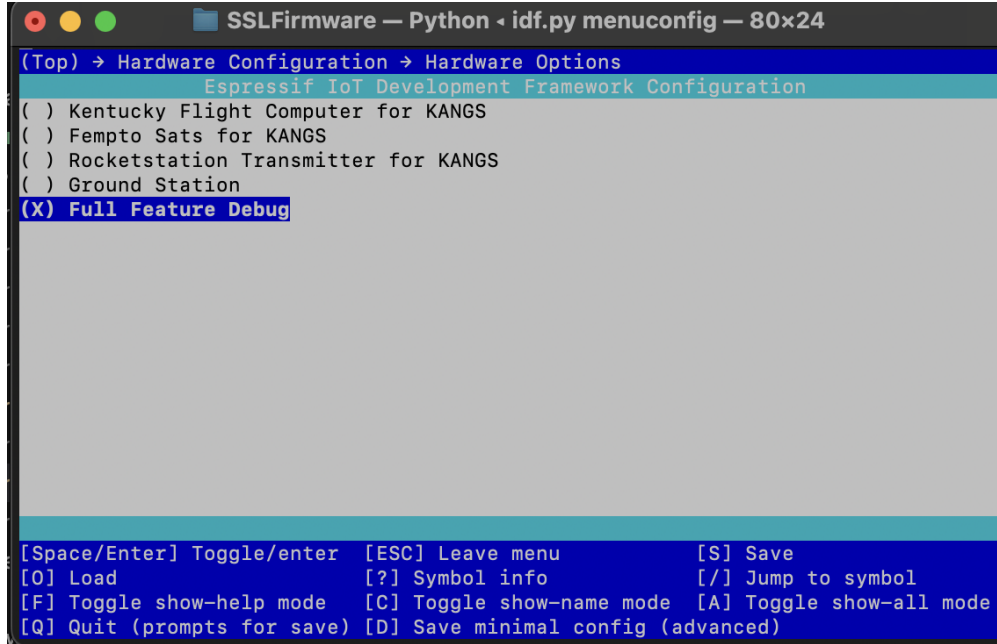 SSLFirmware — Python ◂ idf.py menuconfig — 80×24
(Top) → Hardware Configuration → Hardware Options
Espressif IoT Development Framework Configuration
( ) Kentucky Flight Computer for KANGS
( ) Fempto Sats for KANGS
( ) Rocketstation Transmitter for KANGS
( ) Ground Station
(X) Full Feature Debug
[Space/Enter] Toggle/enter [ESC] Leave menu [S] Save
[O] Load [?] Symbol info [/] Jump to symbol
[F] Toggle show-help mode [C] Toggle show-name mode [A] Toggle show-all mode
[Q] Quit (prompts for save) [D] Save minimal config (advanced)